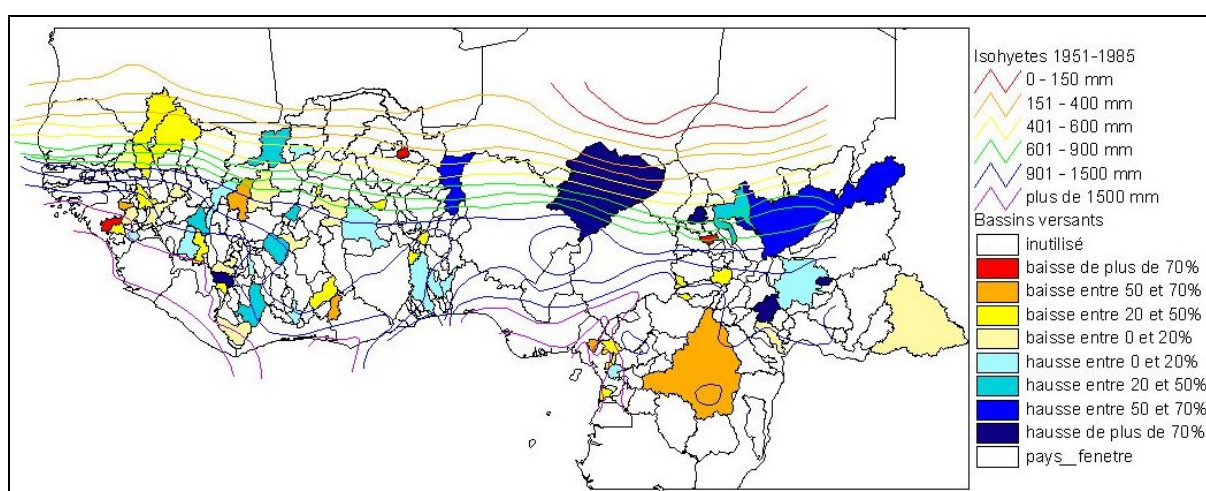 Isohyetes 1951-1985
0 - 150 mm
151 - 400 mm
401 - 600 mm
601 - 900 mm
901 - 1500 mm
plus de 1500 mm
Bassins versants
inutilisé
baisse de plus de 70%
baisse entre 50 et 70%
baisse entre 20 et 50%
baisse entre 0 et 20%
hausse entre 0 et 20%
hausse entre 20 et 50%
hausse entre 50 et 70%
hausse de plus de 70%
pays__fenetre